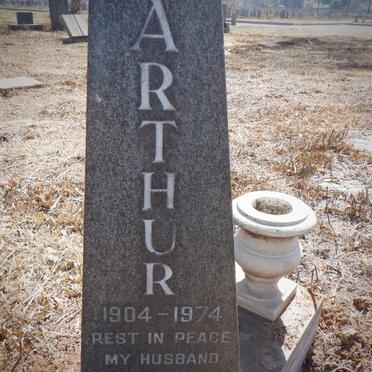 ARTHUR
1904 - 1974
REST IN PEACE
MY HUSBAND